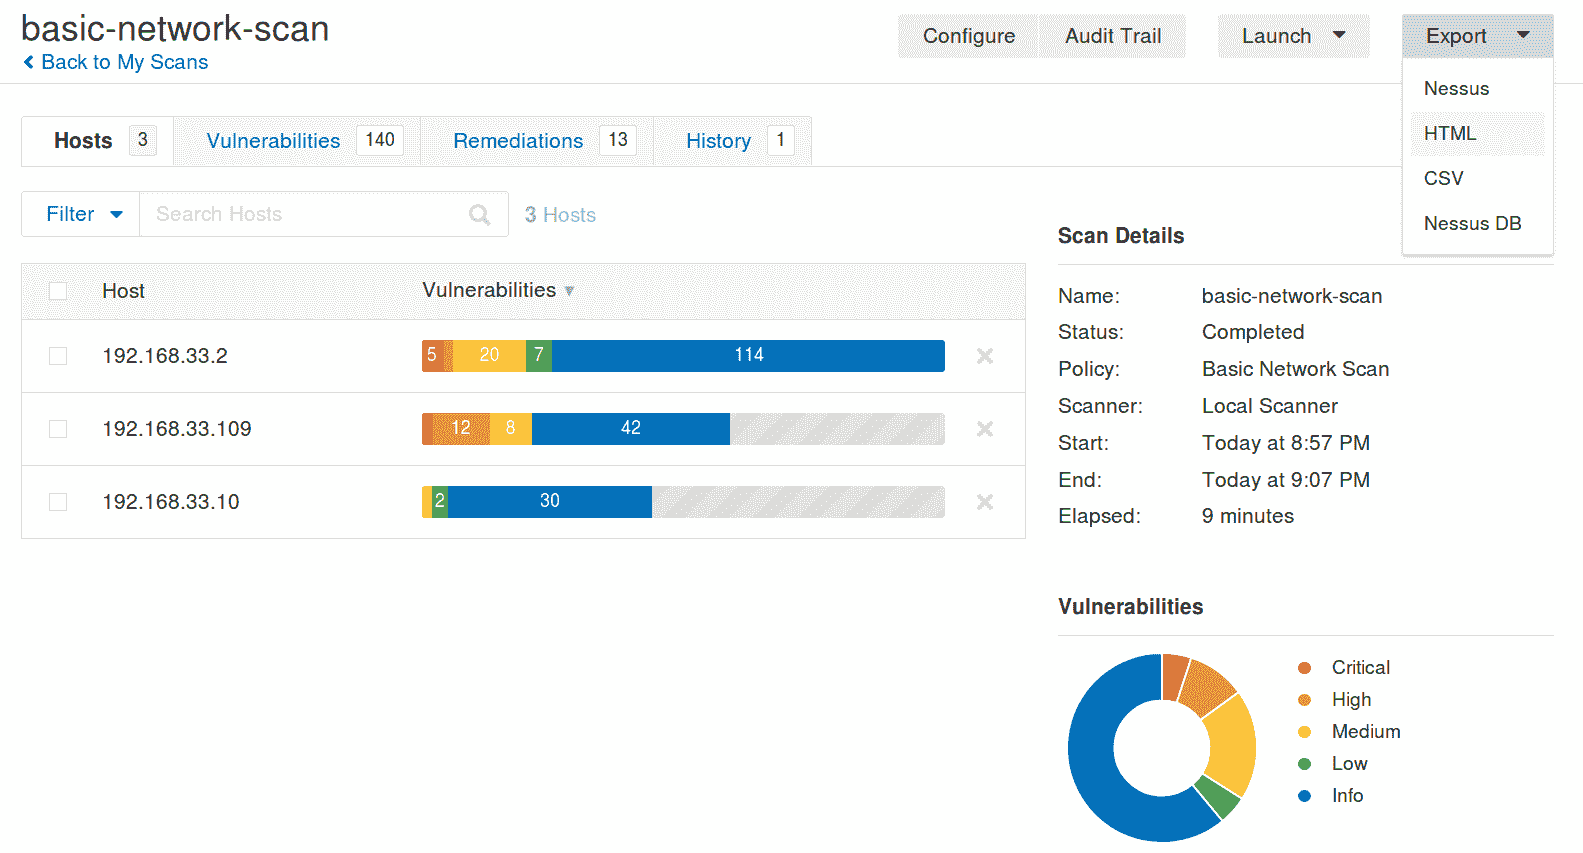 basic-network-scan
Back to My Scans
Configure Audit Trail Launch Export
Nessus
HTML
CSV
Nessus DB
Hosts 3 Vulnerabilities 140 Remediations 13 History 1
Filter Search Hosts 3 Hosts
Host Vulnerabilities
192.168.33.2 5 20 7 114
192.168.33.109 12 8 42
192.168.33.10 2 30
Scan Details
Name: basic-network-scan
Status: Completed
Policy: Basic Network Scan
Scanner: Local Scanner
Start: Today at 8:57 PM
End: Today at 9:07 PM
Elapsed: 9 minutes
Vulnerabilities
Critical
High
Medium
Low
Info